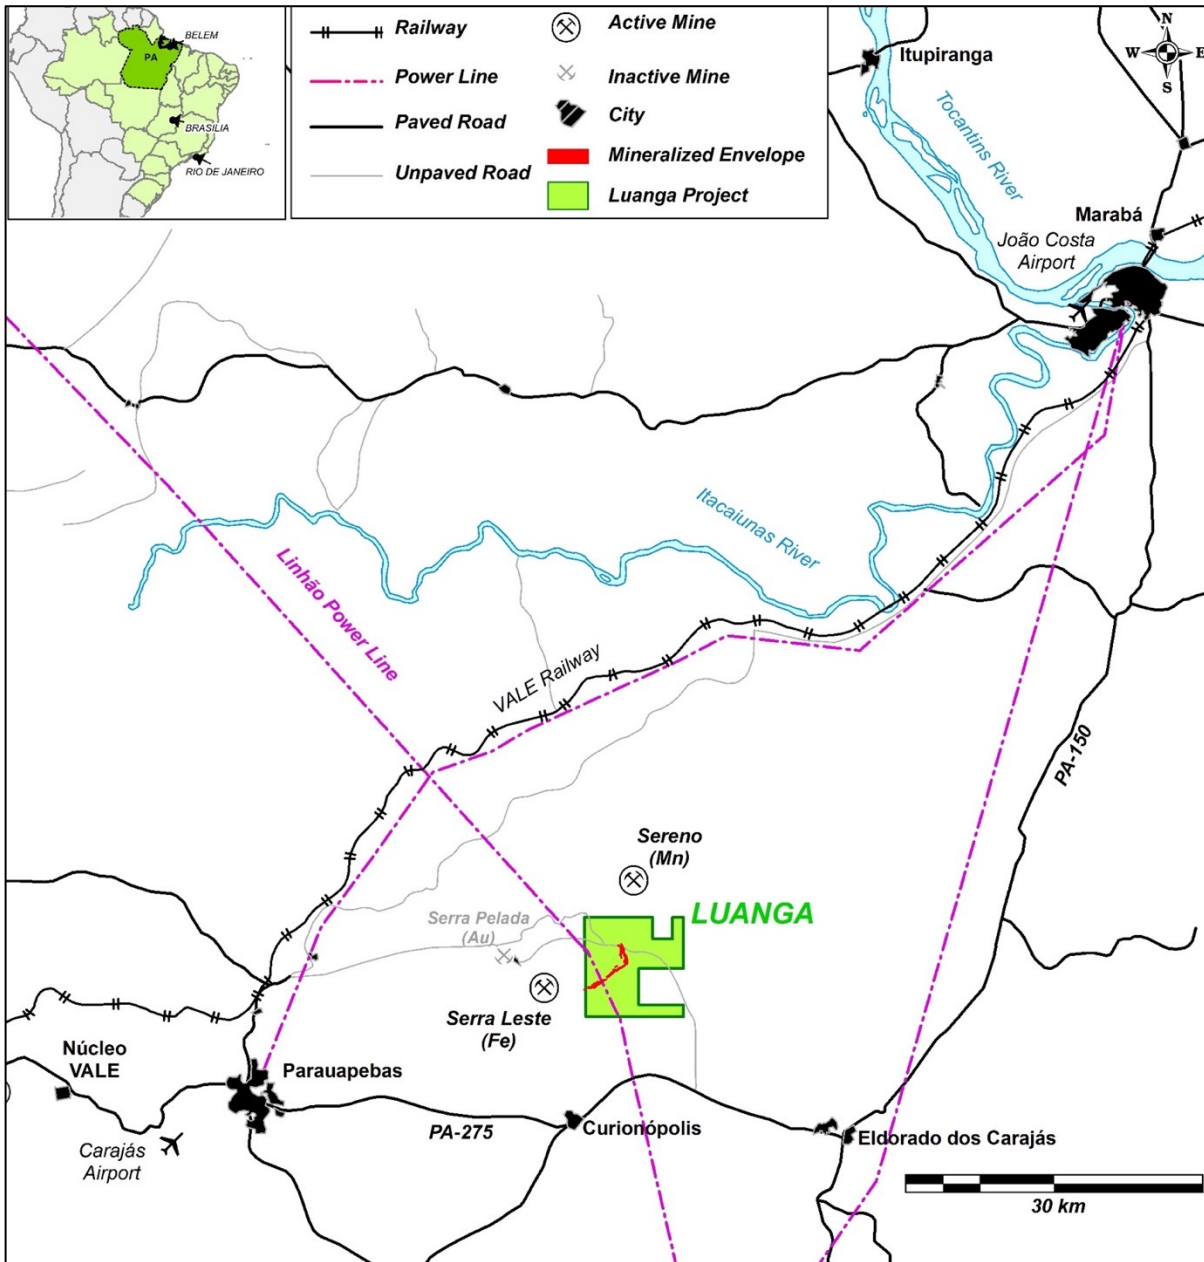 BELEM
PA
BRASILIA
RIO DE JANEIRO
Railway
Power Line
Paved Road
Unpaved Road
Active Mine
Inactive Mine
City
Mineralized Envelope
Luanga Project
N
W
E
S
Itupiranga
Tocantins River
Marabá
João Costa
Airport
Itacaiunas River
Linhão Power Line
VALE Railway
PA-150
Sereno
(Mn)
LUANGA
Serra Pelada
(Au)
Serra Leste
(Fe)
Núcleo
VALE
Parauapebas
Carajás
Airport
PA-275
Curionópolis
Eldorado dos Carajás
30 km